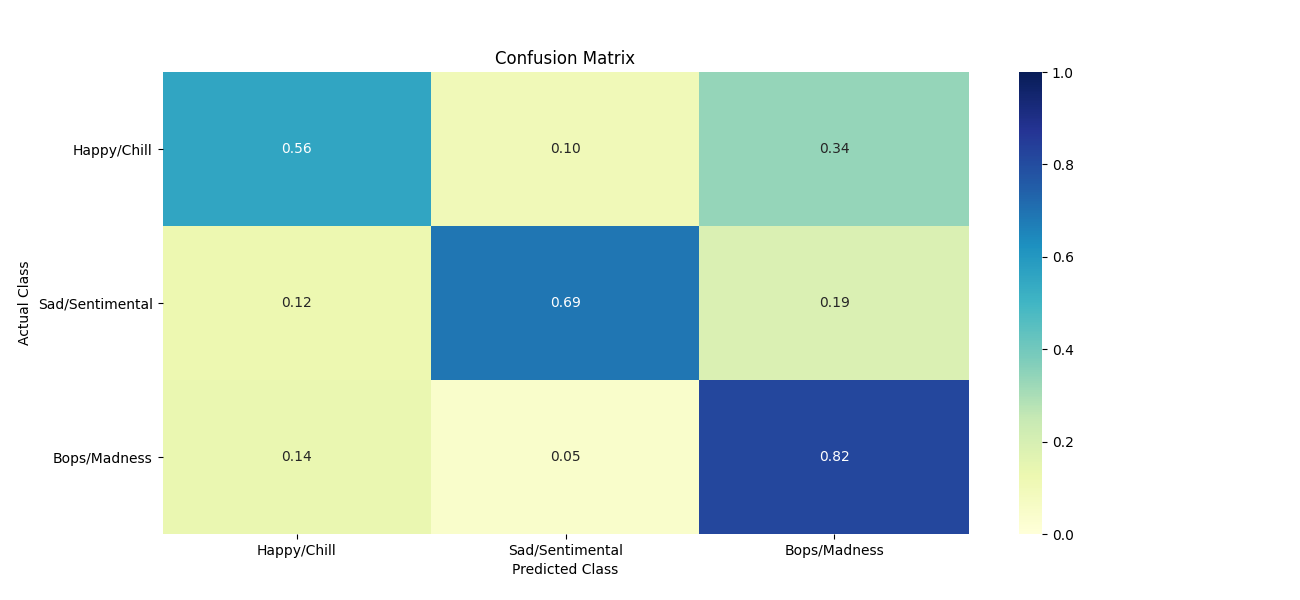 Confusion Matrix
Actual Class
Happy/Chill
0.56 0.10 0.34
Sad/Sentimental
0.12 0.69 0.19
Bops/Madness
0.14 0.05 0.82
Happy/Chill Sad/Sentimental Bops/Madness
Predicted Class
1.0
0.8
0.6
0.4
0.2
0.0